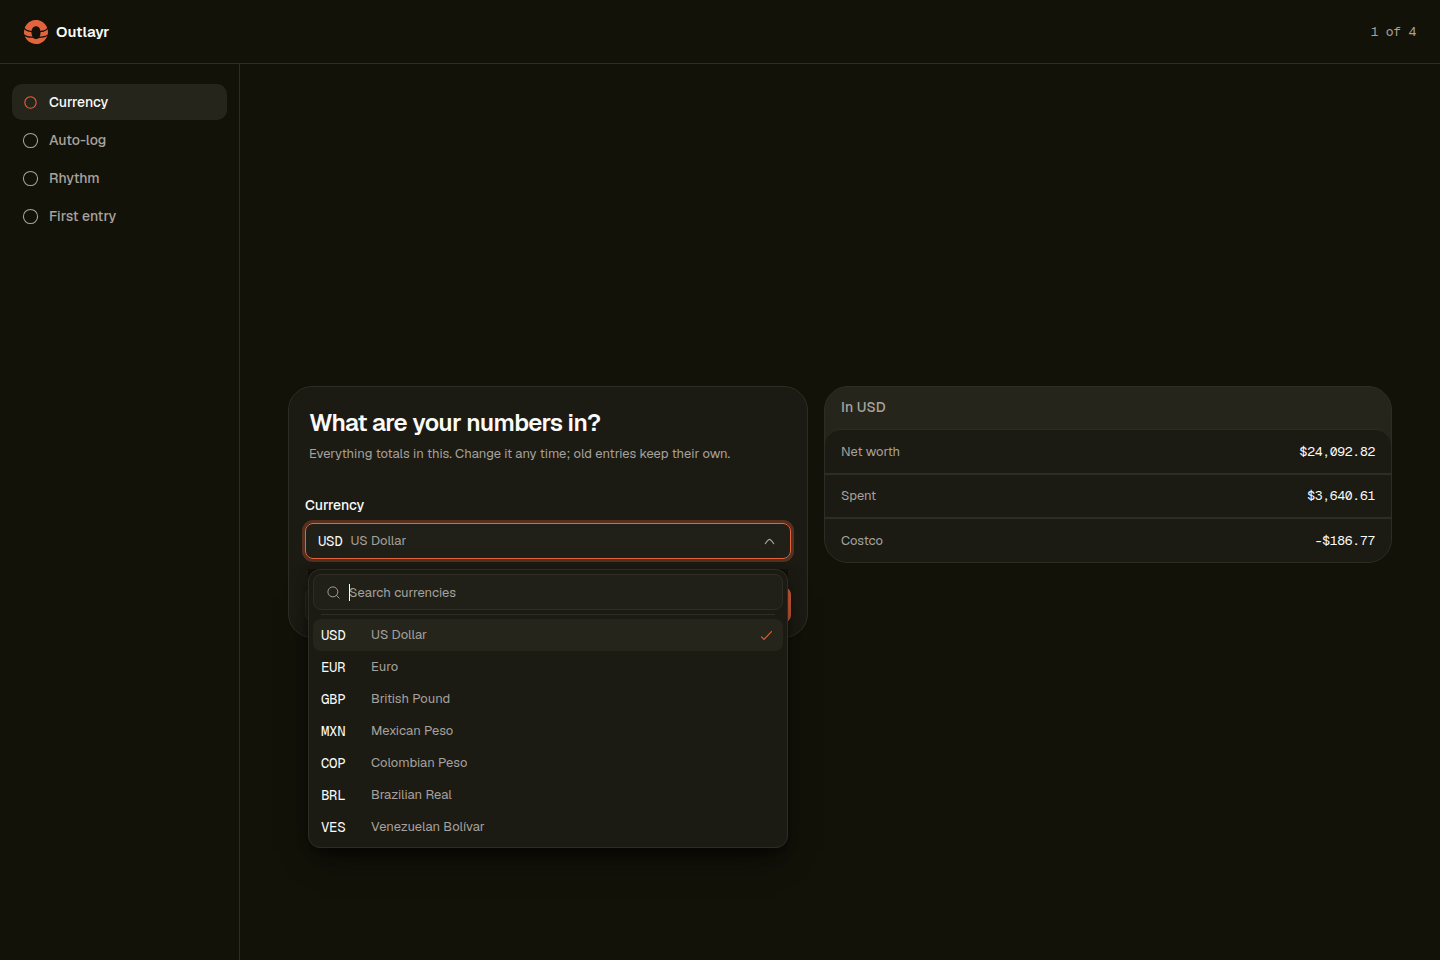 Outlayr
1 of 4
Currency
Auto-log
Rhythm
First entry
What are your numbers in?
Everything totals in this. Change it any time; old entries keep their own.
Currency
USD US Dollar
Search currencies
USD US Dollar
EUR Euro
GBP British Pound
MXN Mexican Peso
COP Colombian Peso
BRL Brazilian Real
VES Venezuelan Bolívar
In USD
Net worth $24,092.82
Spent $3,640.61
Costco -$186.77